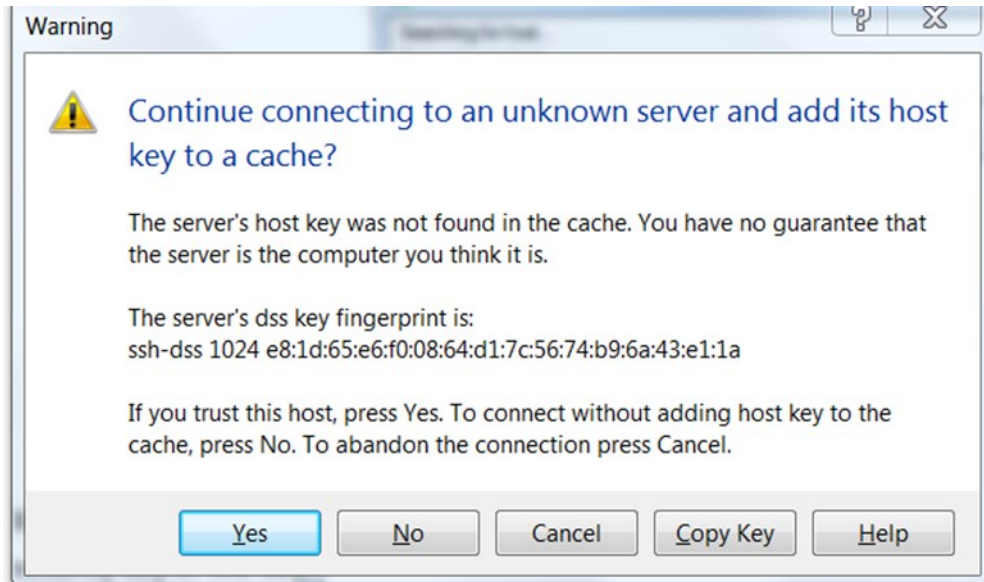 Warning
Continue connecting to an unknown server and add its host
key to a cache?
The server's host key was not found in the cache. You have no guarantee that
the server is the computer you think it is.
The server's dss key fingerprint is:
ssh-dss 1024 e8:1d:65:e6:f0:08:64:d1:7c:56:74:b9:6a:43:e1:1a
If you trust this host, press Yes. To connect without adding host key to the
cache, press No. To abandon the connection press Cancel.
Yes No Cancel Copy Key Help